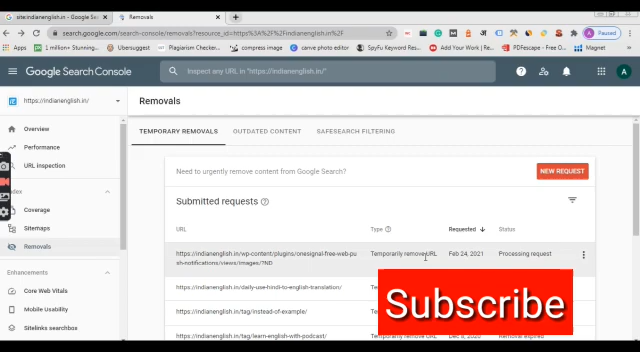 site:indianenglish.in - Google S
Removals
search.google.com/search-console/removals?resource_id=https%3A%2F%2Findianenglish.in%2F
Paused
Apps
1 million+ Stunning...
Ubersuggest
Plagiarism Checker...
compress image
canve photo editor
SpyFu Keyword Res...
Add Your Work | Re...
PDFescape - Free O...
Magnet
Google Search Console
Inspect any URL in "https://indianenglish.in/"
A
https://indianenglish.in/
Removals
Overview
Performance
URL inspection
TEMPORARY REMOVALS
OUTDATED CONTENT
SAFESEARCH FILTERING
Need to urgently remove content from Google Search?
NEW REQUEST
Index
Coverage
Sitemaps
Removals
Submitted requests
URL
Type
Requested
Status
https://indianenglish.in/wp-content/plugins/onesignal-free-web-pu
sh-notifications/views/images/?ND
Temporarily remove URL
Feb 24, 2021
Processing request
Enhancements
Core Web Vitals
Mobile Usability
Sitelinks searchbox
https://indianenglish.in/daily-use-hindi-to-english-translation/
https://indianenglish.in/tag/instead-of-example/
https://indianenglish.in/tag/learn-english-with-podcast/
Subscribe